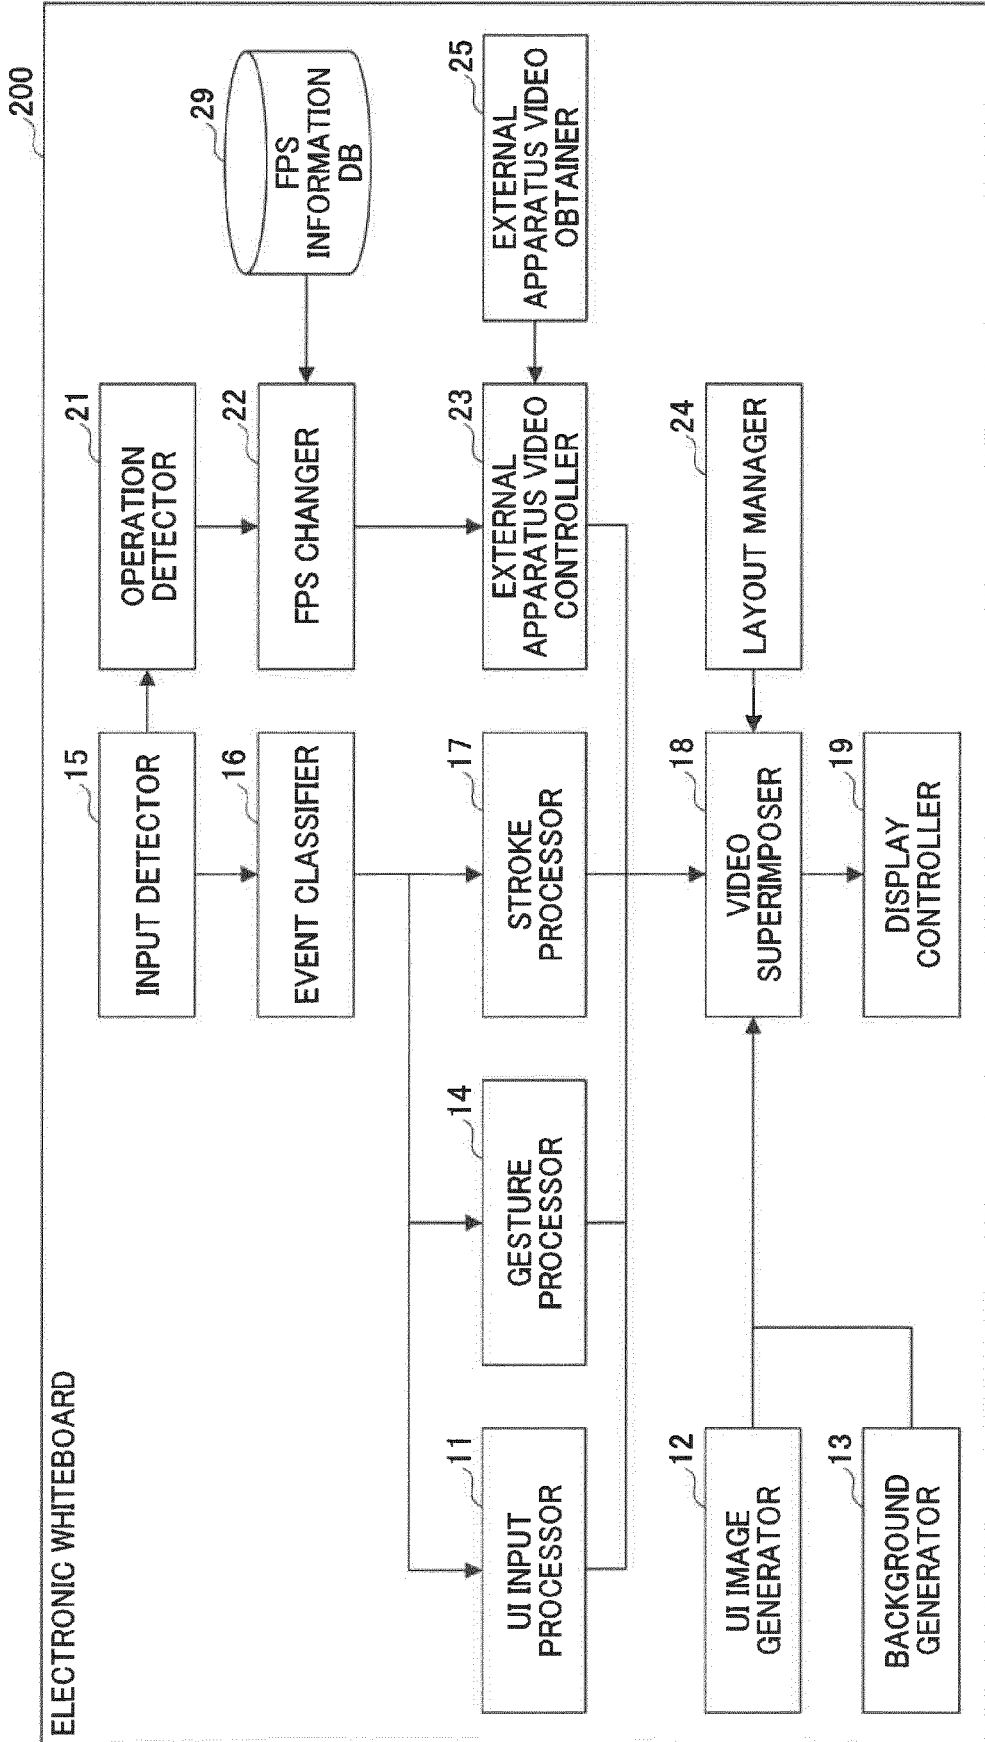 200
ELECTRONIC WHITEBOARD
15
INPUT DETECTOR
21
OPERATION
DETECTOR
29
FPS
INFORMATION
DB
16
EVENT CLASSIFIER
22
FPS CHANGER
11
UI INPUT
PROCESSOR
14
GESTURE
PROCESSOR
17
STROKE
PROCESSOR
23
EXTERNAL
APPARATUS VIDEO
CONTROLLER
25
EXTERNAL
APPARATUS VIDEO
OBTAINER
12
UI IMAGE
GENERATOR
18
VIDEO
SUPERIMPOSER
24
LAYOUT MANAGER
13
BACKGROUND
GENERATOR
19
DISPLAY
CONTROLLER